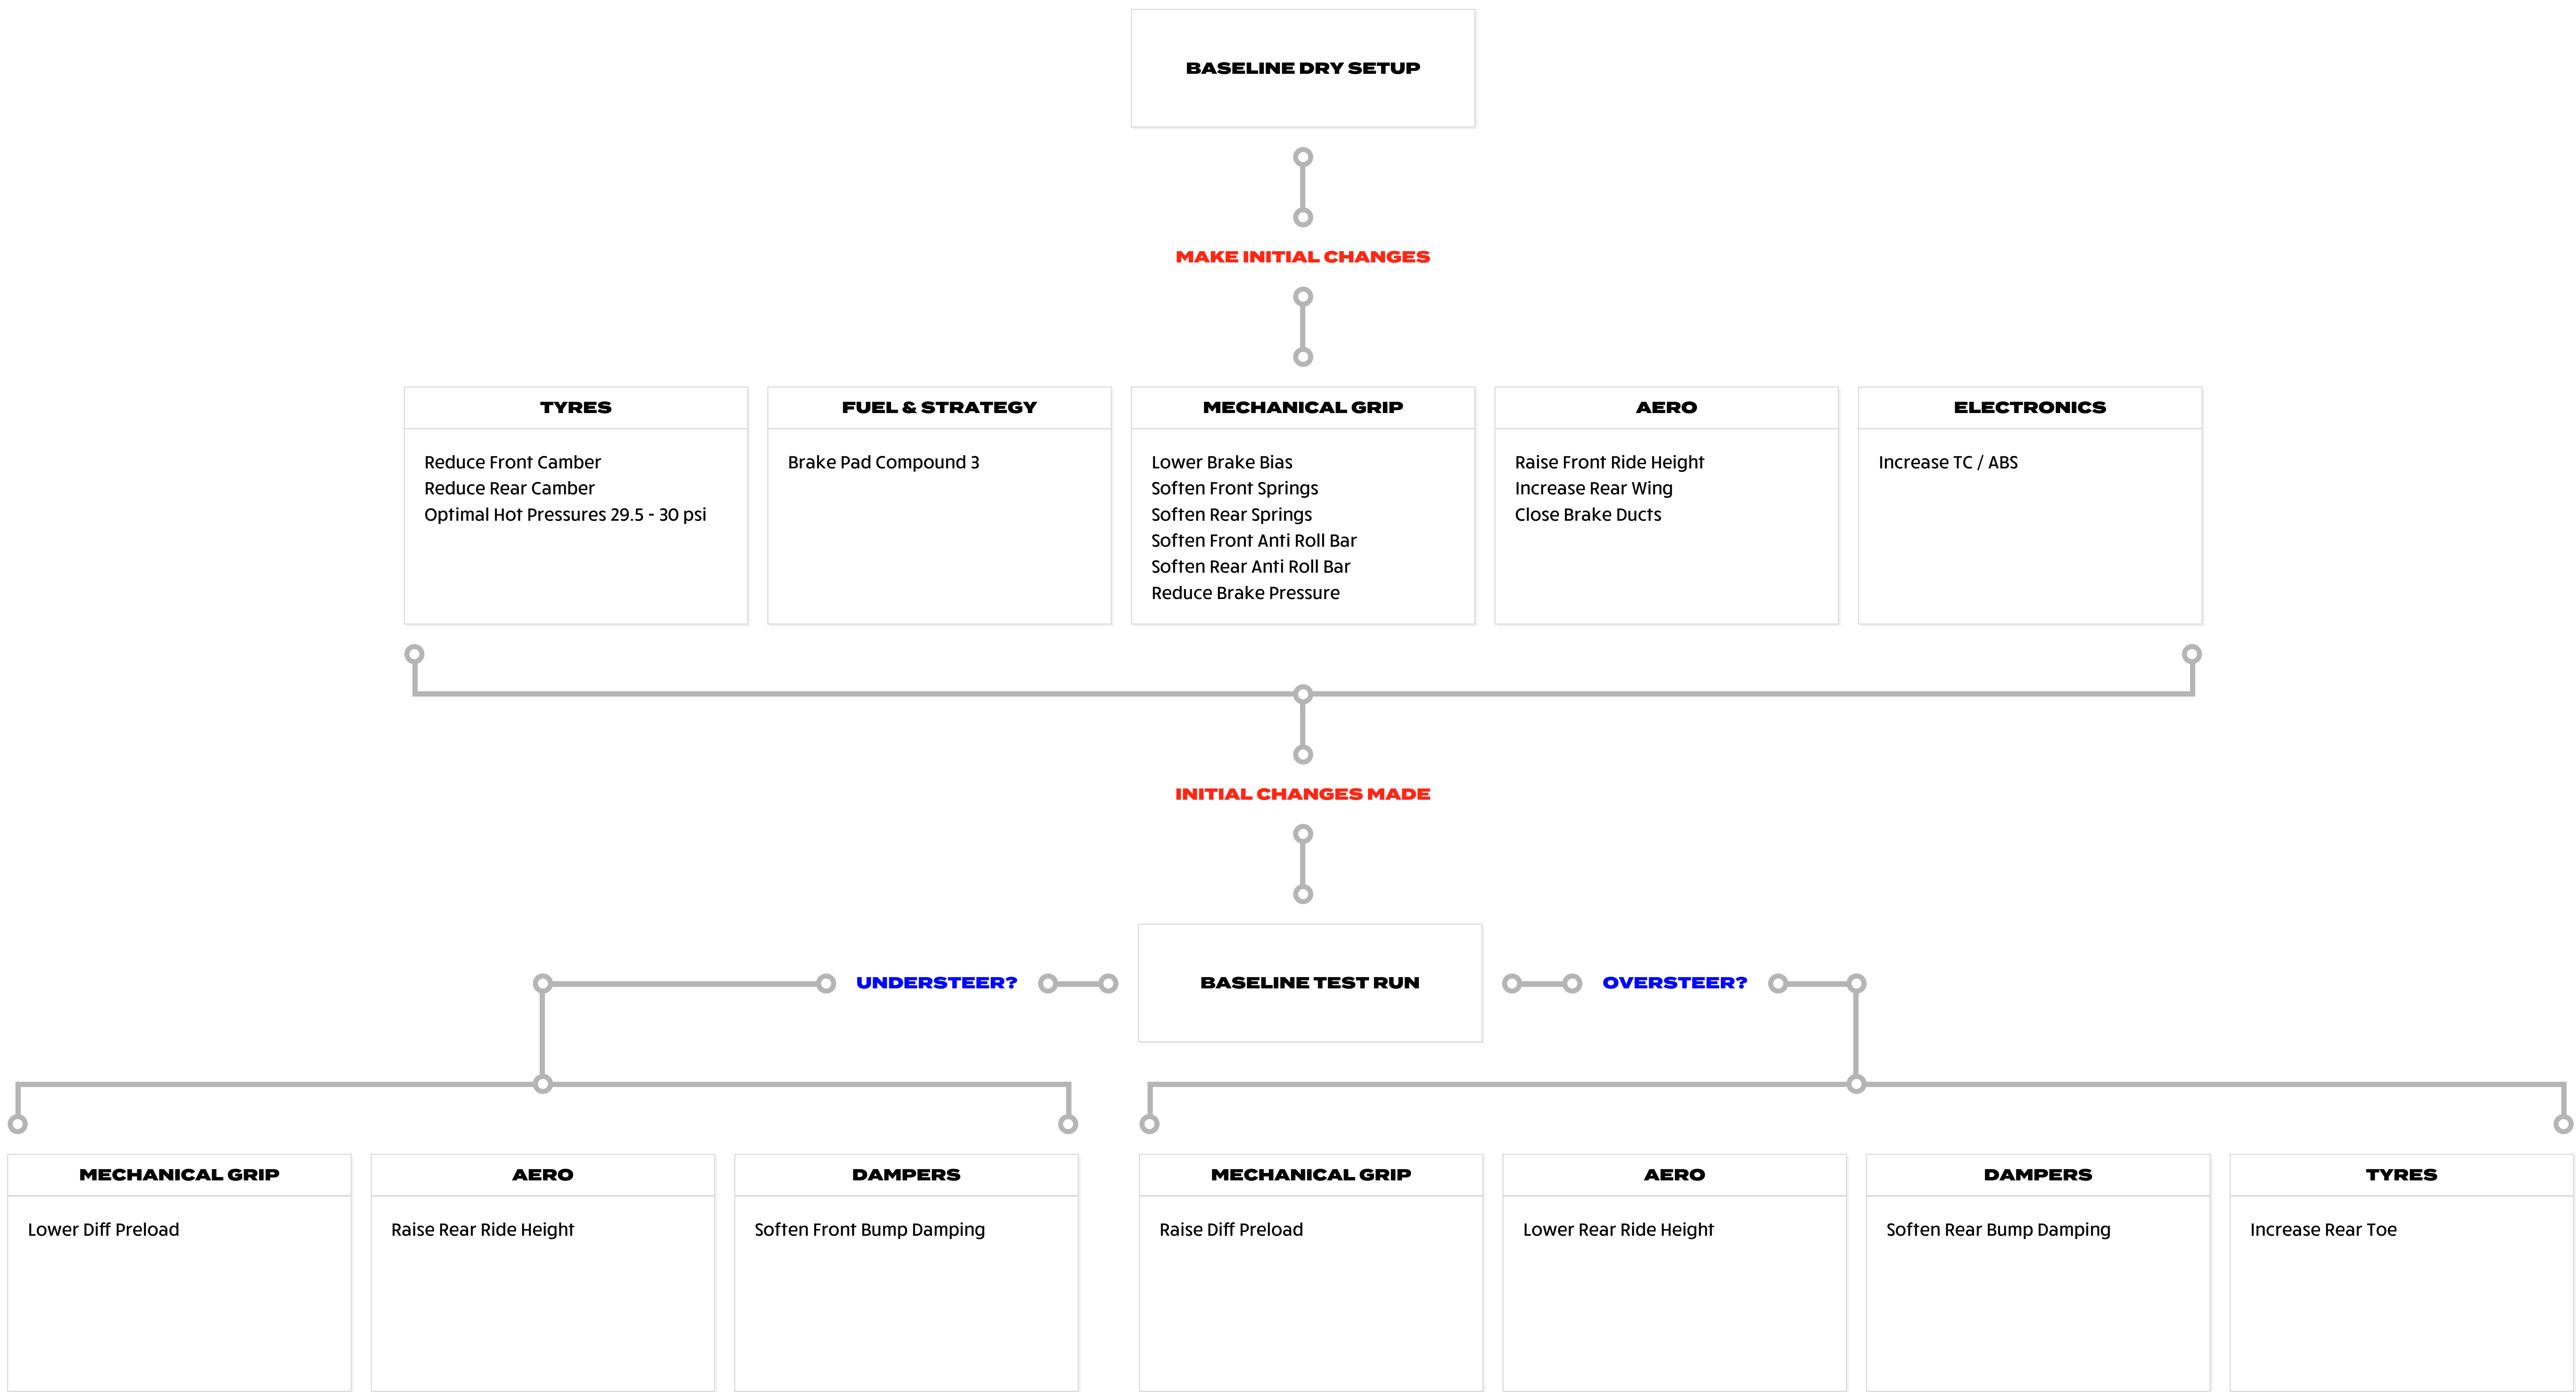 BASELINE DRY SETUP
MAKE INITIAL CHANGES
TYRES
Reduce Front Camber
Reduce Rear Camber
Optimal Hot Pressures 29.5 - 30 psi
FUEL & STRATEGY
Brake Pad Compound 3
MECHANICAL GRIP
Lower Brake Bias
Soften Front Springs
Soften Rear Springs
Soften Front Anti Roll Bar
Soften Rear Anti Roll Bar
Reduce Brake Pressure
AERO
Raise Front Ride Height
Increase Rear Wing
Close Brake Ducts
ELECTRONICS
Increase TC / ABS
INITIAL CHANGES MADE
UNDERSTEER?
BASELINE TEST RUN
OVERSTEER?
MECHANICAL GRIP
Lower Diff Preload
AERO
Raise Rear Ride Height
DAMPERS
Soften Front Bump Damping
MECHANICAL GRIP
Raise Diff Preload
AERO
Lower Rear Ride Height
DAMPERS
Soften Rear Bump Damping
TYRES
Increase Rear Toe